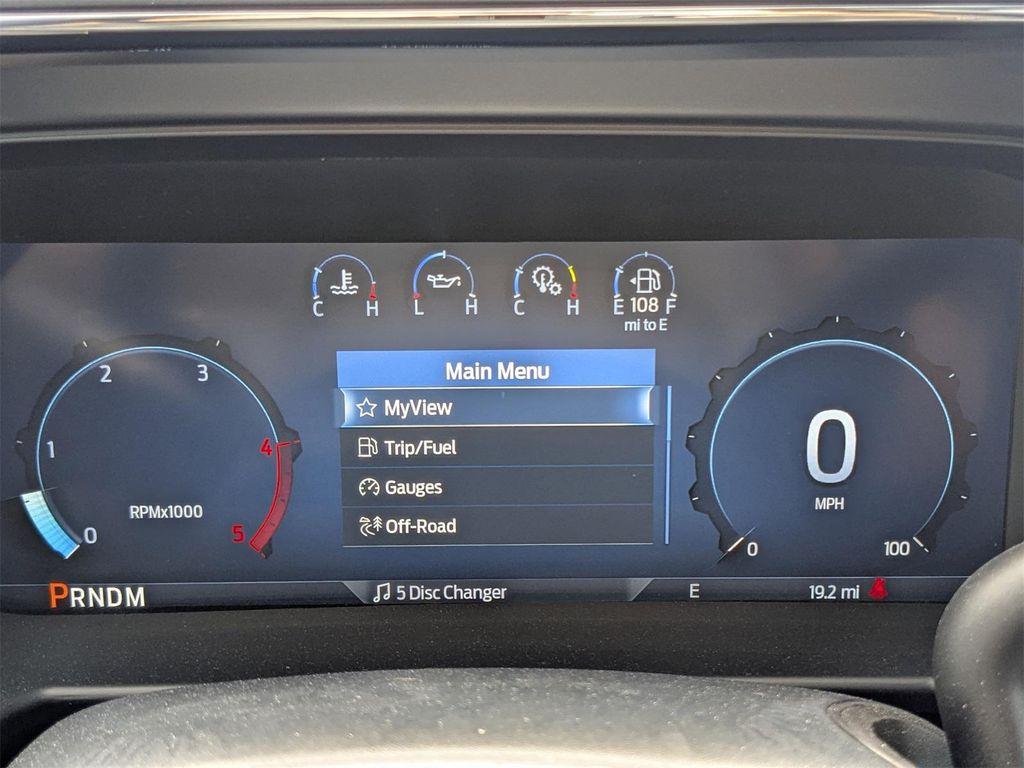 C H
L H
C H
E 108 F
mi to E
1 2 3 4
0 5
RPMx1000
Main Menu
MyView
Trip/Fuel
Gauges
Off-Road
0
MPH
0 100
PRNDM
5 Disc Changer
E
19.2 mi